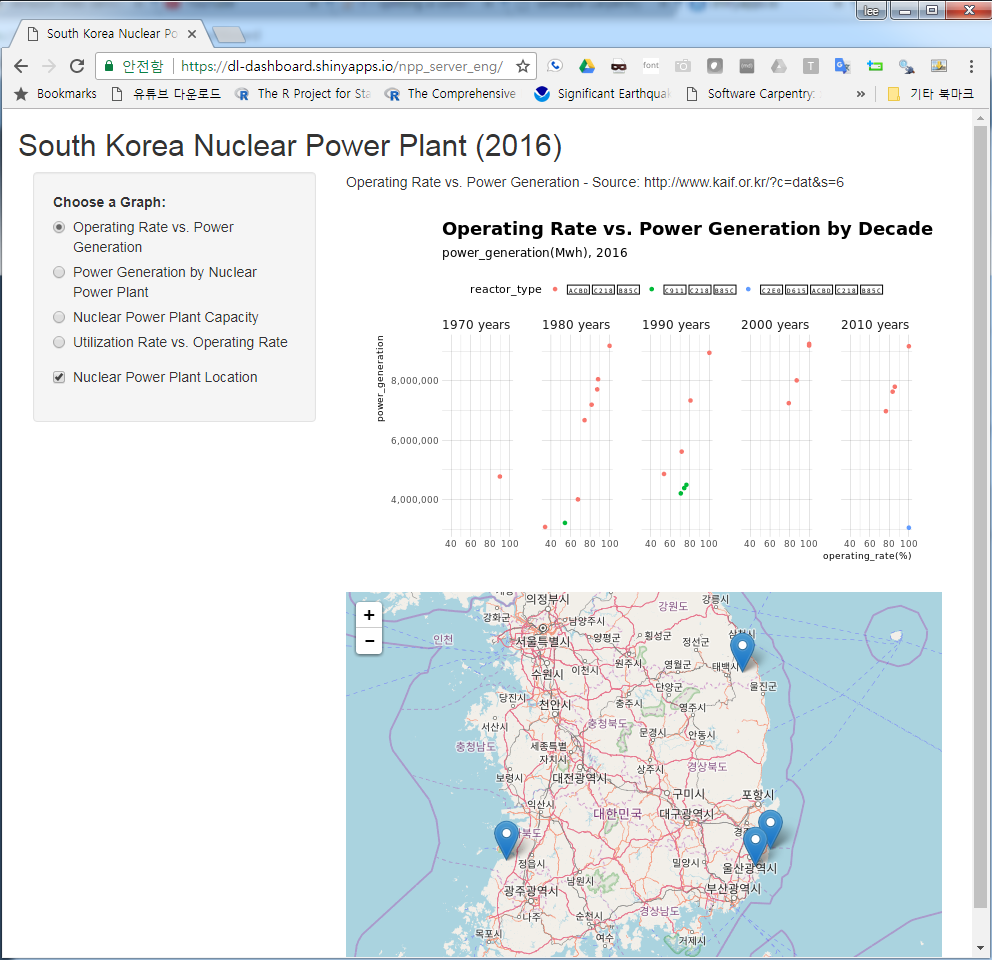 lee
South Korea Nuclear Po
안전함 https://dl-dashboard.shinyapps.io/npp_server_eng/
font
Bookmarks 유튜브 다운로드 The R Project for Sta The Comprehensive Significant Earthqua Software Carpentry: » 기타 북마크
South Korea Nuclear Power Plant (2016)
Choose a Graph:
Operating Rate vs. Power
Generation
Power Generation by Nuclear
Power Plant
Nuclear Power Plant Capacity
Utilization Rate vs. Operating Rate
Nuclear Power Plant Location
Operating Rate vs. Power Generation - Source: http://www.kaif.or.kr/?c=dat&s=6
Operating Rate vs. Power Generation by Decade
power_generation(Mwh), 2016
reactor_type AC8D C218 B85C C911 C218 B85C C2E0 D615 AC8D C218 B85C
1970 years 1980 years 1990 years 2000 years 2010 years
power_generation
8,000,000
6,000,000
4,000,000
40 60 80 100 40 60 80 100 40 60 80 100 40 60 80 100 40 60 80 100
operating_rate(%)
+
−
의정부시
강릉시
강화군
강원도
남양주시
인천
서울특별시
양평군
횡성군
정선군
삼척시
수원시
이천시
원주시
영월군
태백시
단양군
울진군
당진시
천안시
충주시
영주시
서산시
충청북도
문경시
안동시
충청남도
세종특별
자치시
상주시
경상북도
보령시
대전광역시
구미시
포항시
익산시
대한민국
대구광역시
북도
정읍시
밀양시
울산광역시
광주광역시
남원시
부산광역시
나주
순천시
경상남도
목포시
여수
거제시